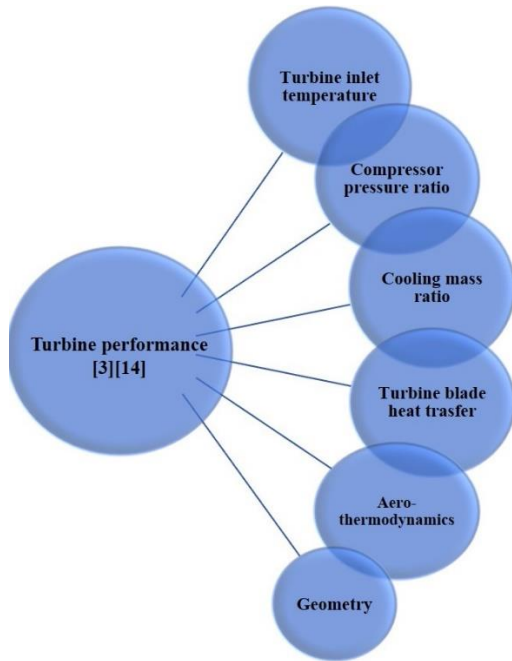 Turbine inlet
temperature
Compressor
pressure ratio
Cooling mass
ratio
Turbine performance
[3][14]
Turbine blade
heat trasfer
Aero-
thermodynamics
Geometry